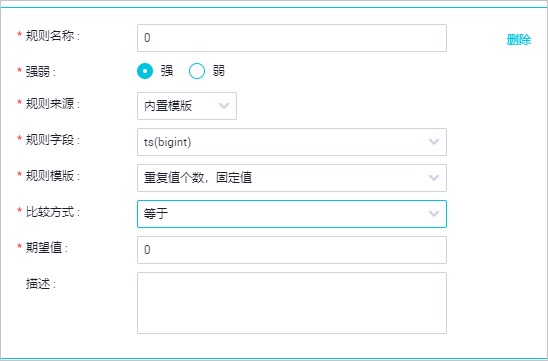 * 规则名称 : 0 删除
* 强弱 : 强 弱
* 规则来源 : 内置模版
* 规则字段 : ts(bigint)
* 规则模版 : 重复值个数，固定值
* 比较方式 : 等于
* 期望值 : 0
描述 :